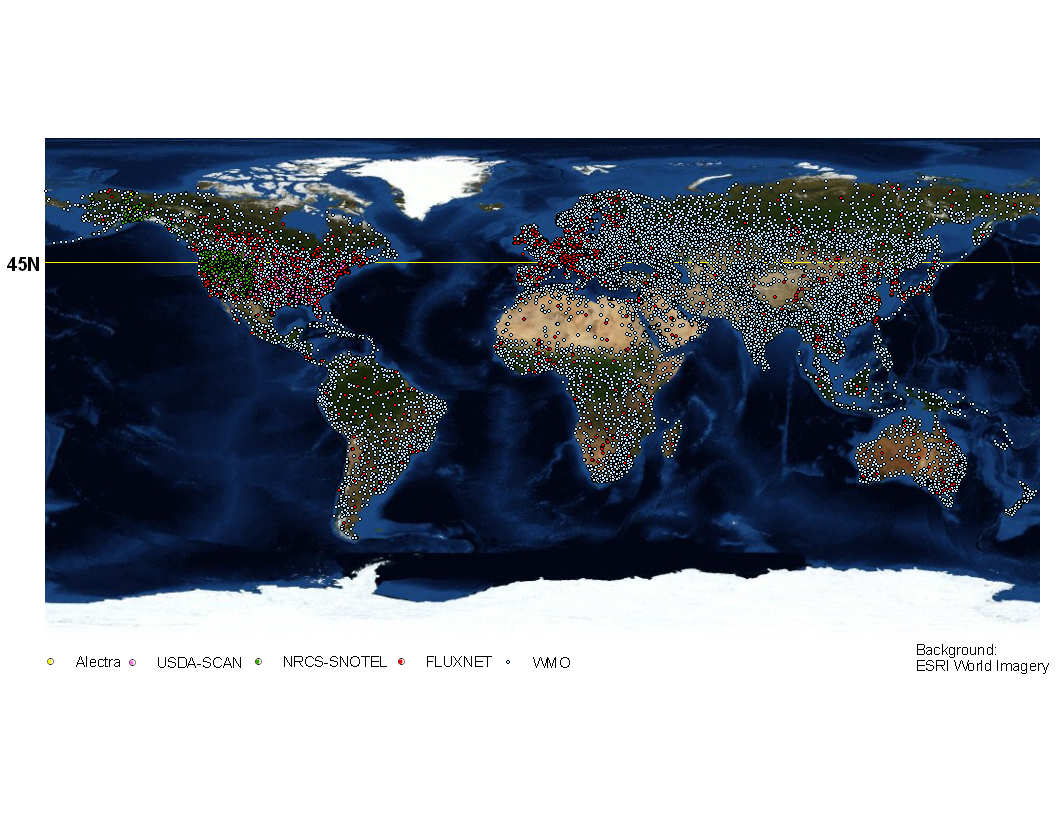 45N
Alectra USDA-SCAN NRCS-SNOTEL FLUXNET WMO
Background:
ESRI World Imagery